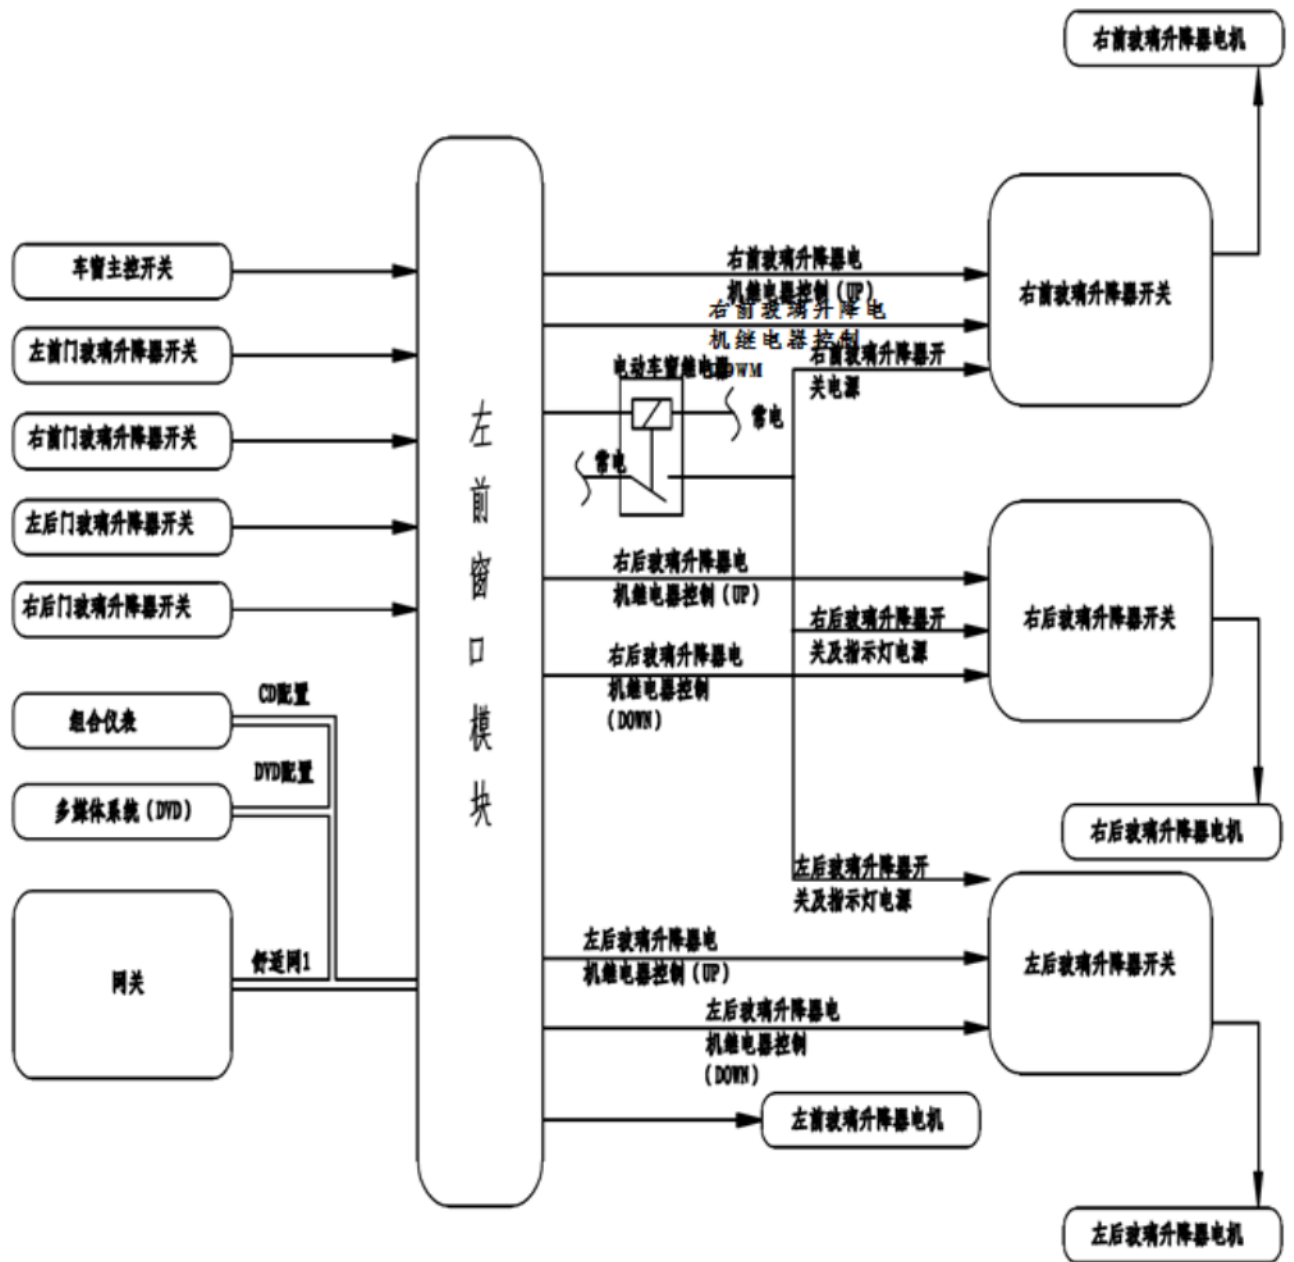 右前玻璃升降器电机
车窗主控开关
左前门玻璃升降器开关
右前门玻璃升降器开关
左后门玻璃升降器开关
右后门玻璃升降器开关
组合仪表
多媒体系统(DVD)
网关
CD配置
DVD配置
舒适网1
左前窗口模块
右前玻璃升降器电
机继电器控制(UP)
右前玻璃升降电
机继电器控制
右前玻璃升降器开
关电源
电动车窗继电器
常电
常电
右后玻璃升降器电
机继电器控制(UP)
右后玻璃升降器开
关及指示灯电源
右后玻璃升降器电
机继电器控制
(DOWN)
左后玻璃升降器开
关及指示灯电源
左后玻璃升降器电
机继电器控制(UP)
左后玻璃升降器电
机继电器控制
(DOWN)
左前玻璃升降器电机
右前玻璃升降器开关
右后玻璃升降器开关
右后玻璃升降器电机
左后玻璃升降器开关
左后玻璃升降器电机